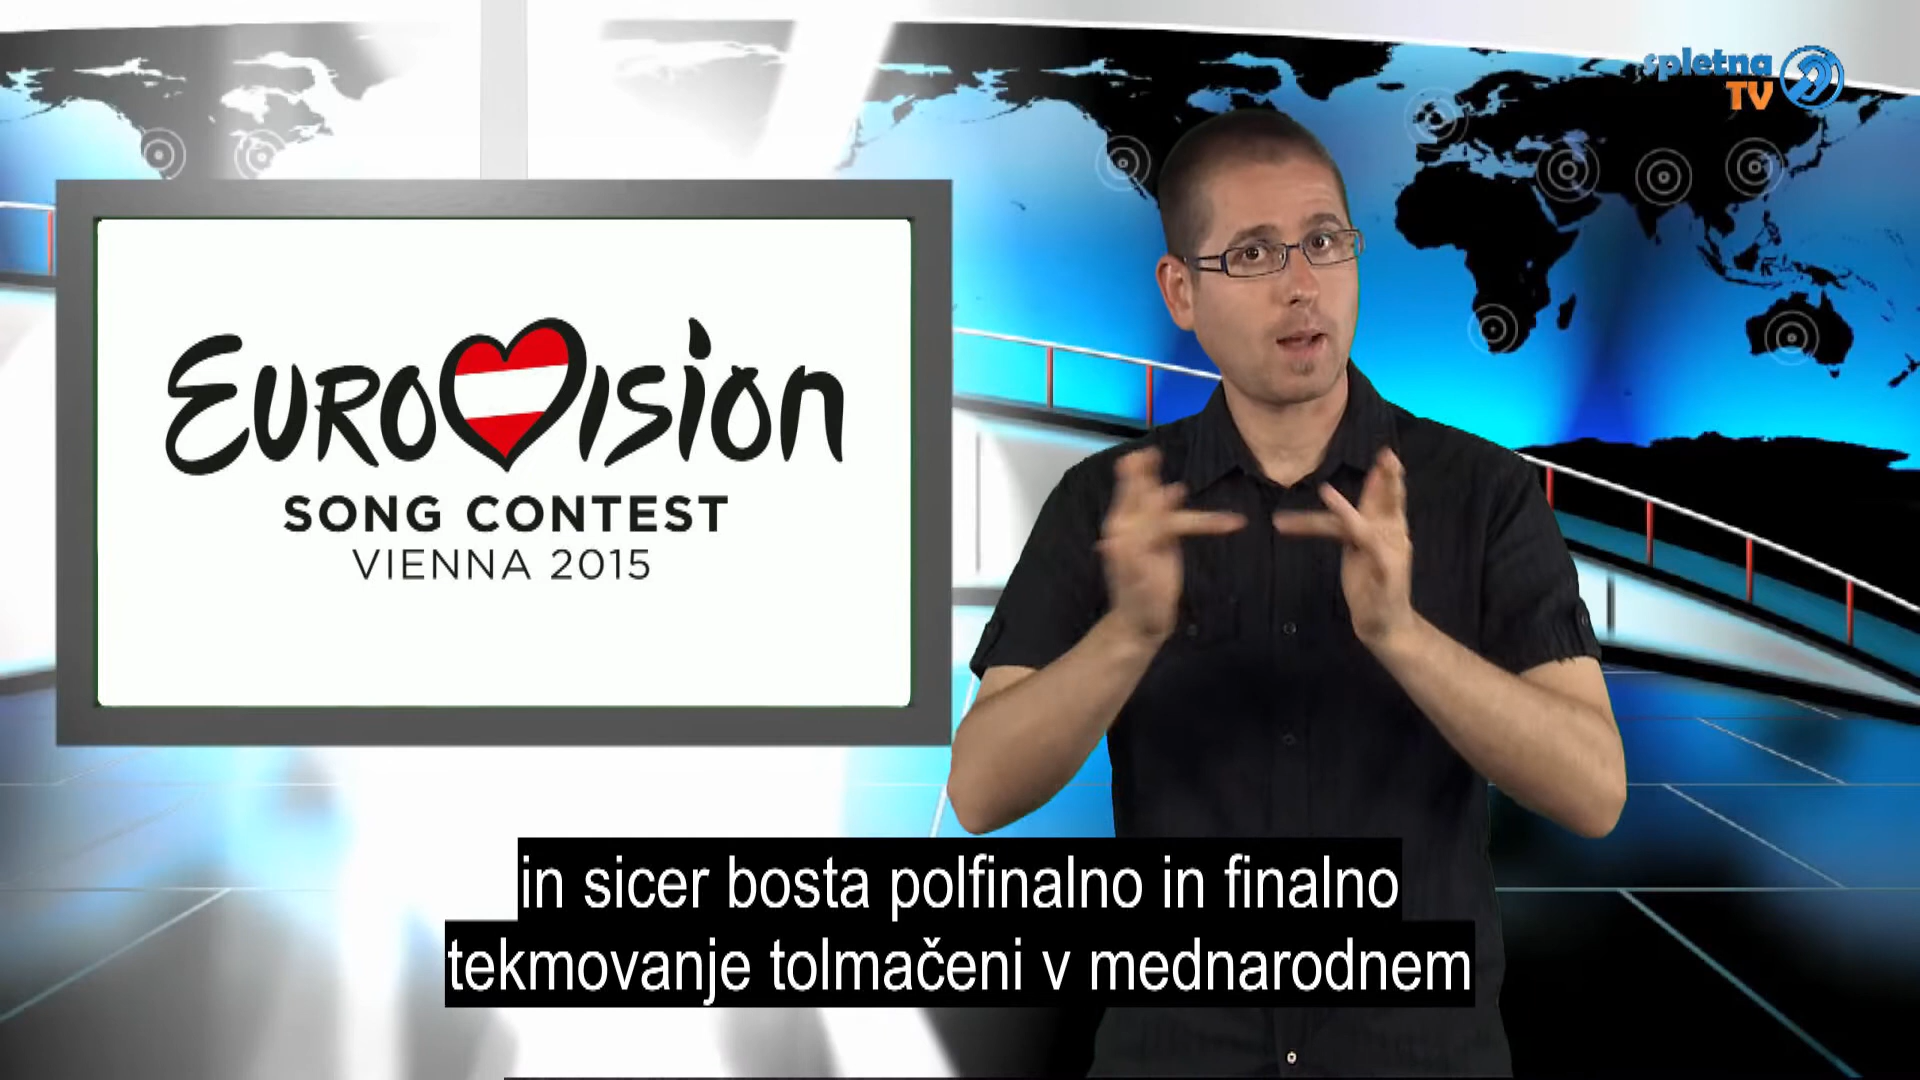 spletna
TV
EUROVISION
SONG CONTEST
VIENNA 2015
in sicer bosta polfinalno in finalno
tekmovanje tolmačeni v mednarodnem